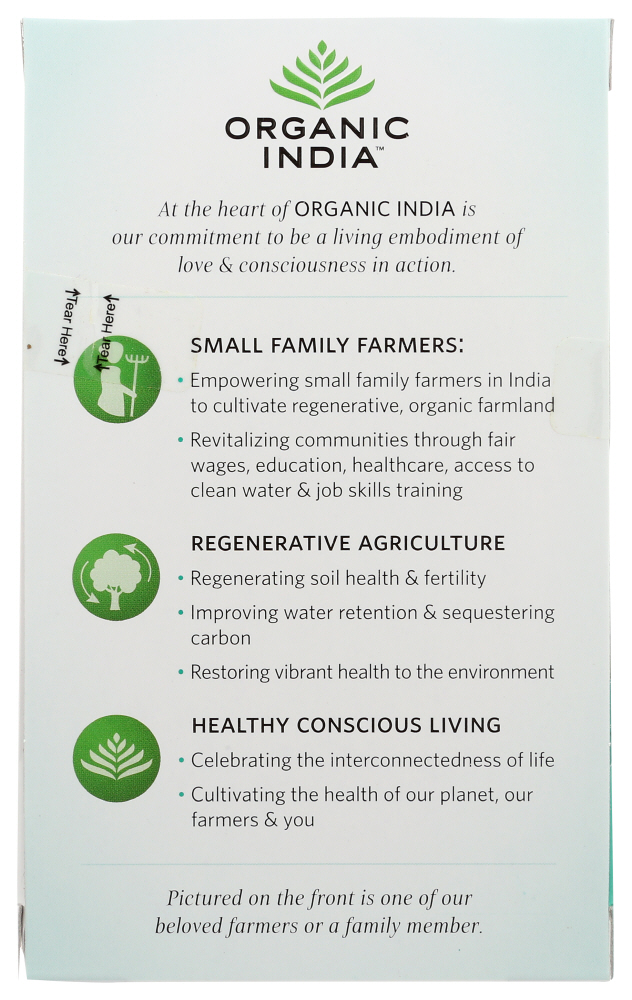 ORGANIC
INDIA™
At the heart of ORGANIC INDIA is
our commitment to be a living embodiment of
love & consciousness in action.
↑Tear Here↑
↑Tear Here↑
SMALL FAMILY FARMERS:
• Empowering small family farmers in India
to cultivate regenerative, organic farmland
• Revitalizing communities through fair
wages, education, healthcare, access to
clean water & job skills training
REGENERATIVE AGRICULTURE
• Regenerating soil health & fertility
• Improving water retention & sequestering
carbon
• Restoring vibrant health to the environment
HEALTHY CONSCIOUS LIVING
• Celebrating the interconnectedness of life
• Cultivating the health of our planet, our
farmers & you
Pictured on the front is one of our
beloved farmers or a family member.